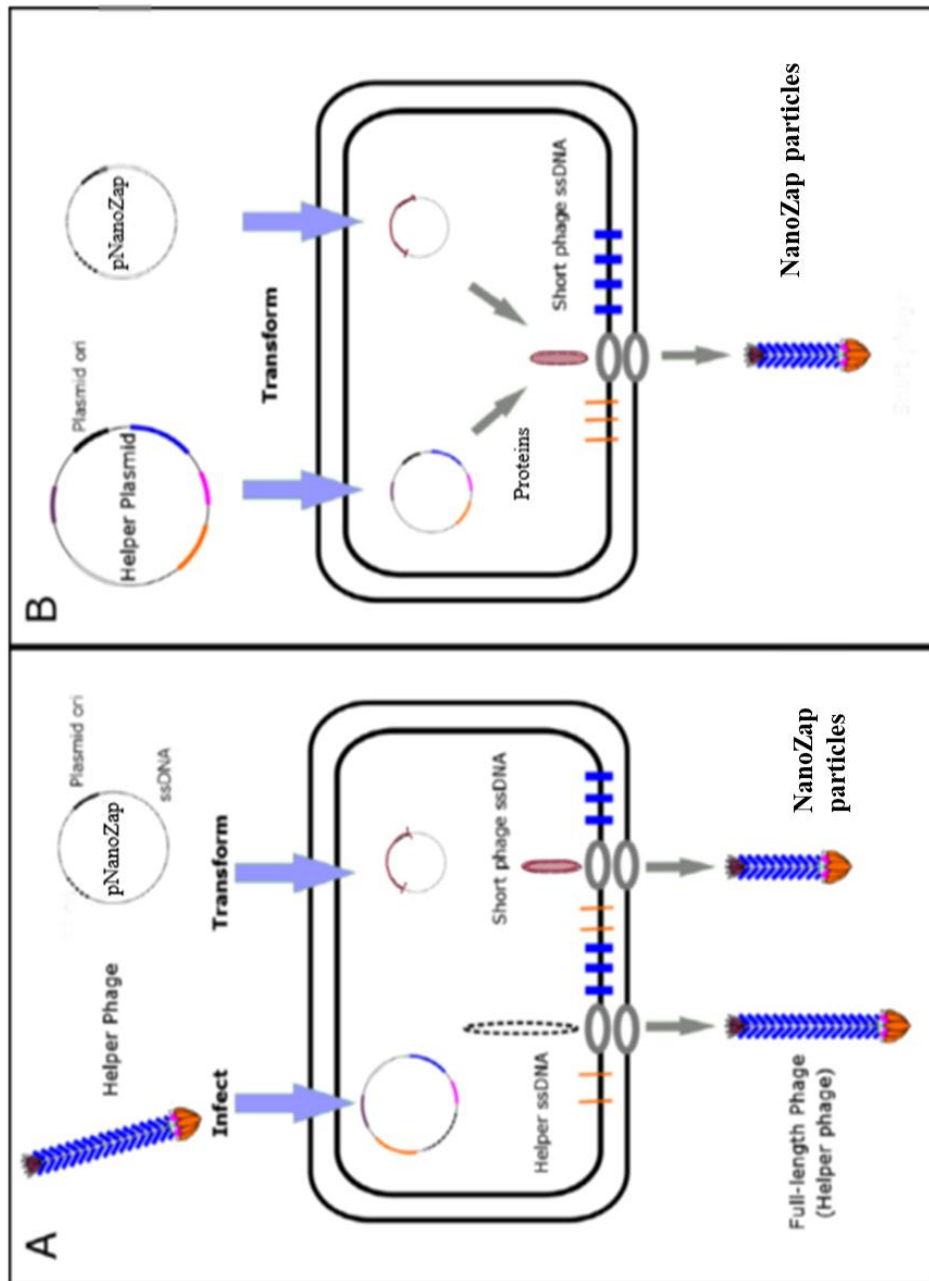 A
Helper Phage
pNanoZap
Plasmid ori
ssDNA
Infect
Transform
Helper ssDNA
Short phage ssDNA
Full-length Phage
(Helper phage)
NanoZap
particles
B
Helper Plasmid
Plasmid ori
pNanoZap
Transform
Proteins
Short phage ssDNA
NanoZap particles